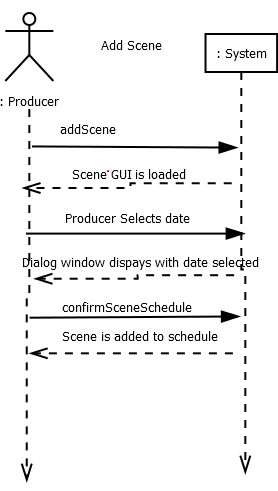 Add Scene
: System
: Producer
addScene
Scene GUI is loaded
Producer Selects date
Dialog window dispays with date selected
confirmSceneSchedule
Scene is added to schedule